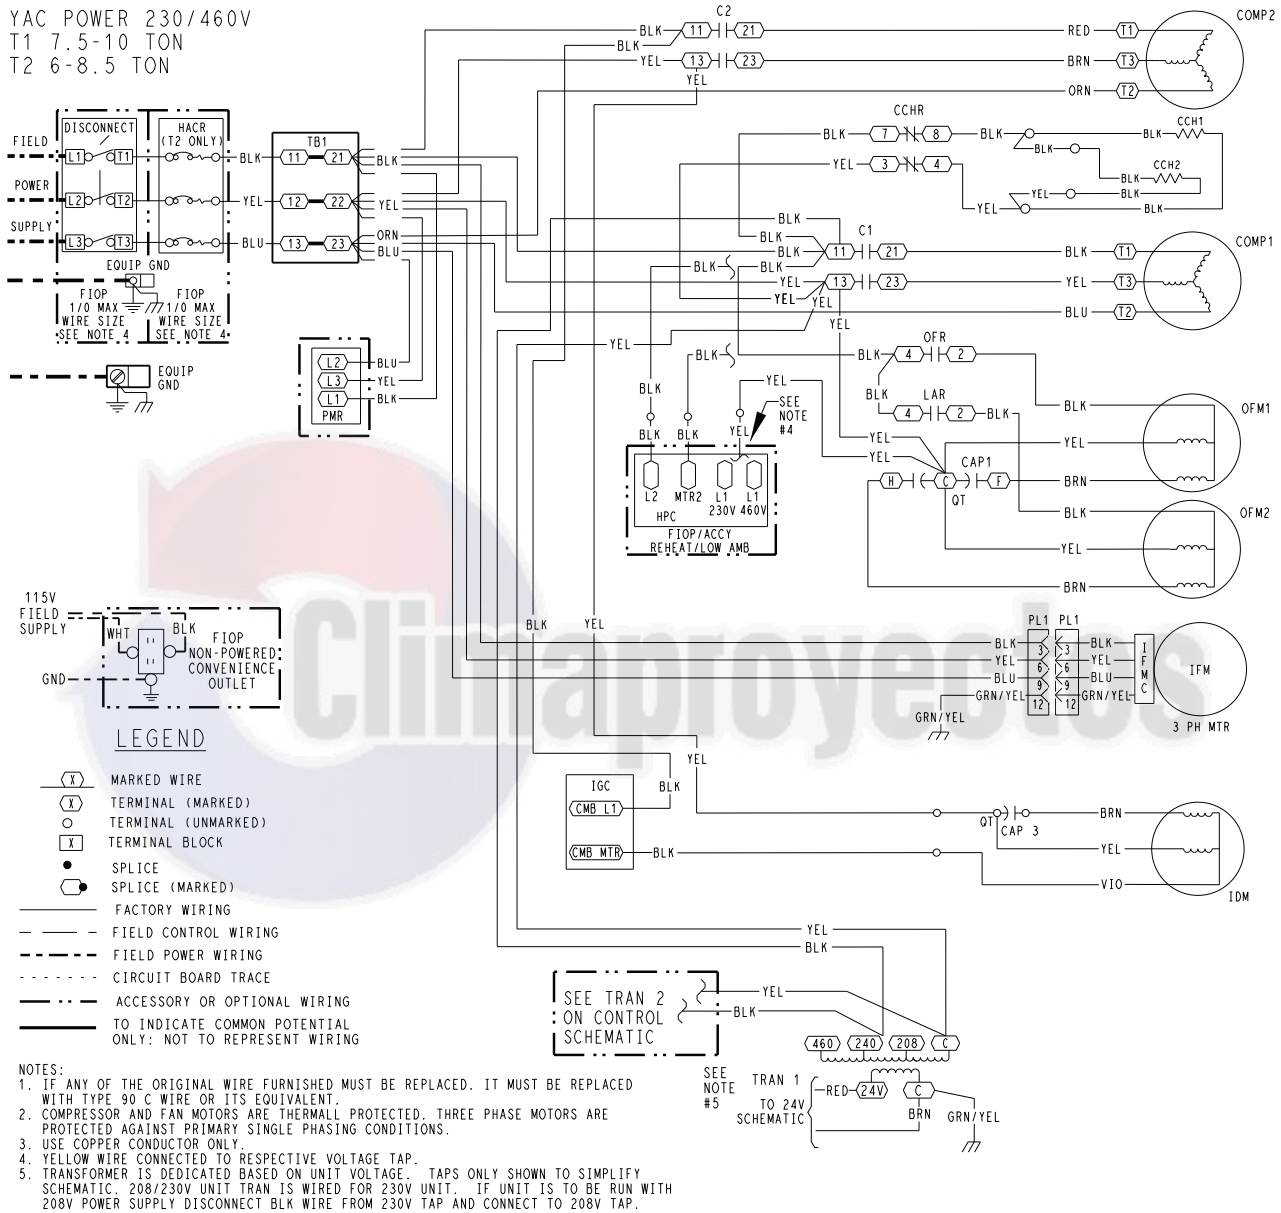 YAC POWER 230/460V
T1 7.5-10 TON
T2 6-8.5 TON
C2
COMP2
BLK 11 21 RED T1
BLK
YEL 13 23 BRN T3
YEL
ORN T2
DISCONNECT
HACR
(T2 ONLY)
TB1
FIELD
POWER
SUPPLY
L1 T1 BLK 11 21 BLK
L2 T2 YEL 12 22 YEL
L3 T3 BLU 13 23 ORN
BLU
EQUIP GND
FIOP
1/0 MAX
WIRE SIZE
SEE NOTE 4
FIOP
1/0 MAX
WIRE SIZE
SEE NOTE 4
EQUIP
GND
CCHR
BLK 7 8 BLK
CCH1
BLK
BLK
CCH2
BLK
YEL 3 4
YEL BLK
YEL BLK
BLK
C1
COMP1
BLK
BLK 11 21 BLK T1
BLK BLK
YEL 13 23 YEL T3
YEL YEL
BLU T2
YEL
YEL
L2 BLU
L3 YEL
L1 BLK
PMR
OFR
BLK BLK 4 2
YEL
BLK
BLK
LAR
4 2 BLK
BLK
OFM1
SEE
NOTE
#4
BLK BLK YEL
YEL YEL
YEL
CAP1
H C F BRN
QT
L2 MTR2 L1
230V
L1
460V
HPC
FIOP/ACCY
REHEAT/LOW AMB
BLK
OFM2
YEL
BRN
115V
FIELD
SUPPLY
WHT BLK
FIOP
NON-POWERED
CONVENIENCE
OUTLET
GND
Climaproyectos
BLK YEL
PL1 PL1
BLK 3 3 BLK
YEL 6 6 YEL
BLU 9 9 BLU
GRN/YEL 12 12 GRN/YEL
GRN/YEL
I
F
M
C
IFM
3 PH MTR
LEGEND
X MARKED WIRE
X TERMINAL (MARKED)
TERMINAL (UNMARKED)
X TERMINAL BLOCK
SPLICE
SPLICE (MARKED)
FACTORY WIRING
FIELD CONTROL WIRING
FIELD POWER WIRING
CIRCUIT BOARD TRACE
ACCESSORY OR OPTIONAL WIRING
TO INDICATE COMMON POTENTIAL
ONLY: NOT TO REPRESENT WIRING
YEL
BLK
IGC
CMB L1
CMB MTR BLK
QT
CAP 3
BRN
YEL
VIO
IDM
YEL
BLK
SEE TRAN 2
ON CONTROL
SCHEMATIC
YEL
BLK
460 240 208 C
SEE
NOTE
#5
TRAN 1
RED 24V C
TO 24V
SCHEMATIC
BRN
GRN/YEL
NOTES:
1. IF ANY OF THE ORIGINAL WIRE FURNISHED MUST BE REPLACED. IT MUST BE REPLACED
WITH TYPE 90 C WIRE OR ITS EQUIVALENT.
2. COMPRESSOR AND FAN MOTORS ARE THERMALL PROTECTED. THREE PHASE MOTORS ARE
PROTECTED AGAINST PRIMARY SINGLE PHASING CONDITIONS.
3. USE COPPER CONDUCTOR ONLY.
4. YELLOW WIRE CONNECTED TO RESPECTIVE VOLTAGE TAP.
5. TRANSFORMER IS DEDICATED BASED ON UNIT VOLTAGE. TAPS ONLY SHOWN TO SIMPLIFY
SCHEMATIC. 208/230V UNIT TRAN IS WIRED FOR 230V UNIT. IF UNIT IS TO BE RUN WITH
208V POWER SUPPLY DISCONNECT BLK WIRE FROM 230V TAP AND CONNECT TO 208V TAP.